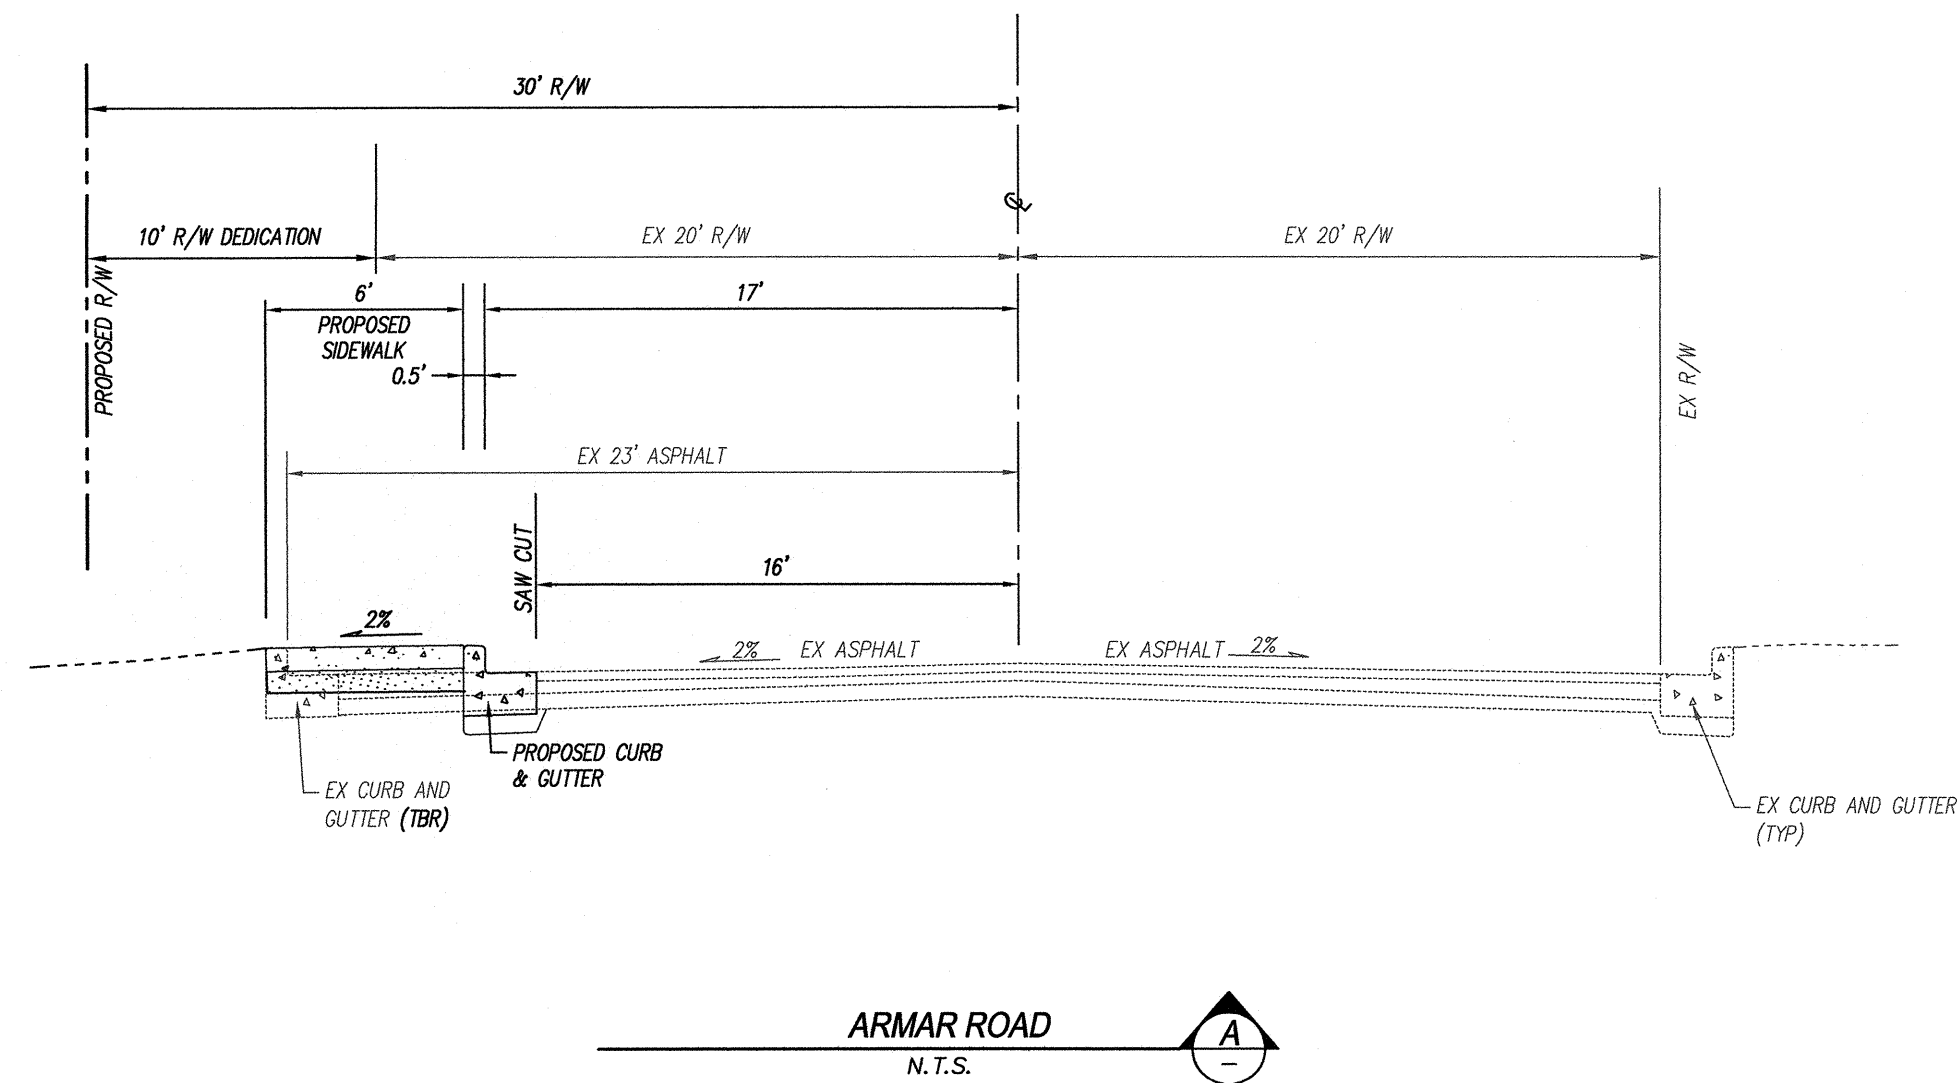 30' R/W
10' R/W DEDICATION
EX 20' R/W
℄
EX 20' R/W
PROPOSED R/W
6'
PROPOSED
SIDEWALK
0.5'
17'
EX R/W
EX 23' ASPHALT
SAW CUT
16'
2%
2%
EX ASPHALT
EX ASPHALT
2%
PROPOSED CURB
& GUTTER
EX CURB AND
GUTTER (TBR)
EX CURB AND GUTTER
(TYP)
ARMAR ROAD
N.T.S.
A
–